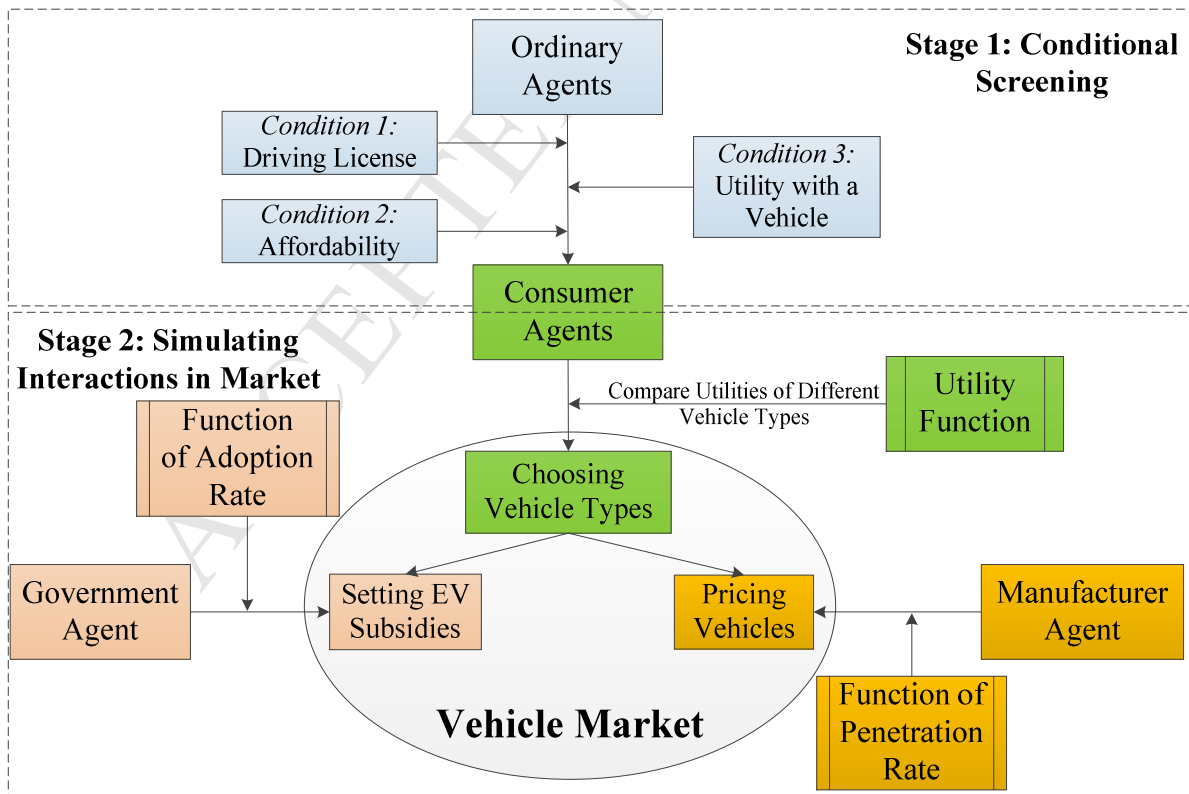 Ordinary
Agents
Stage 1: Conditional
Screening
Condition 1:
Driving License
Condition 3:
Utility with a
Vehicle
Condition 2:
Affordability
Consumer
Agents
Stage 2: Simulating
Interactions in Market
Compare Utilities of Different
Vehicle Types
Utility
Function
Function
of Adoption
Rate
Choosing
Vehicle Types
Government
Agent
Setting EV
Subsidies
Pricing
Vehicles
Manufacturer
Agent
Vehicle Market
Function of
Penetration
Rate
ACCEPTE